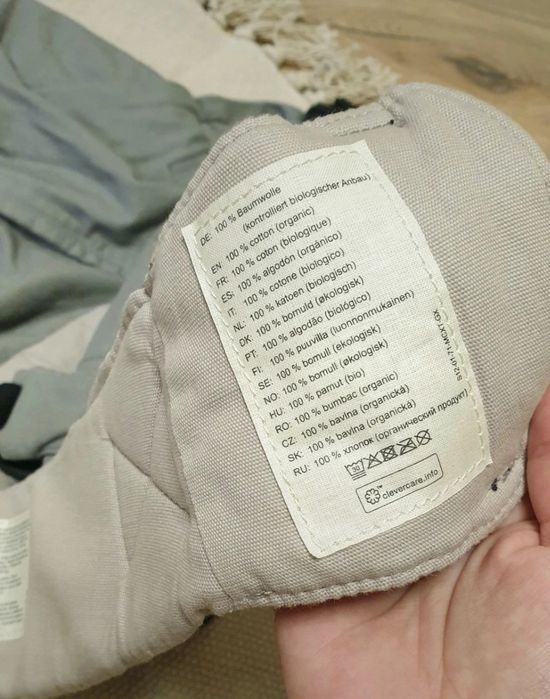 DE: 100 % Baumwolle
(kontrolliert biologischer Anbau)
EN: 100 % cotton (organic)
FR: 100 % coton (biologique)
ES: 100 % algodón (orgánico)
IT: 100 % cotone (biologico)
NL: 100 % katoen (biologisch)
DK: 100 % bomuld (økologisk)
PT: 100 % algodão (biológico)
FI: 100 % puuvilla (luonnonmukainen)
SE: 100 % bomull (ekologisk)
NO: 100 % bomull (økologisk)
HU: 100 % pamut (bio)
RO: 100 % bumbac (organic)
CZ: 100 % bavlna (organická)
SK: 100 % bavlna (organická)
RU: 100 % хлопок (органический продукт)
30
clevercare.info